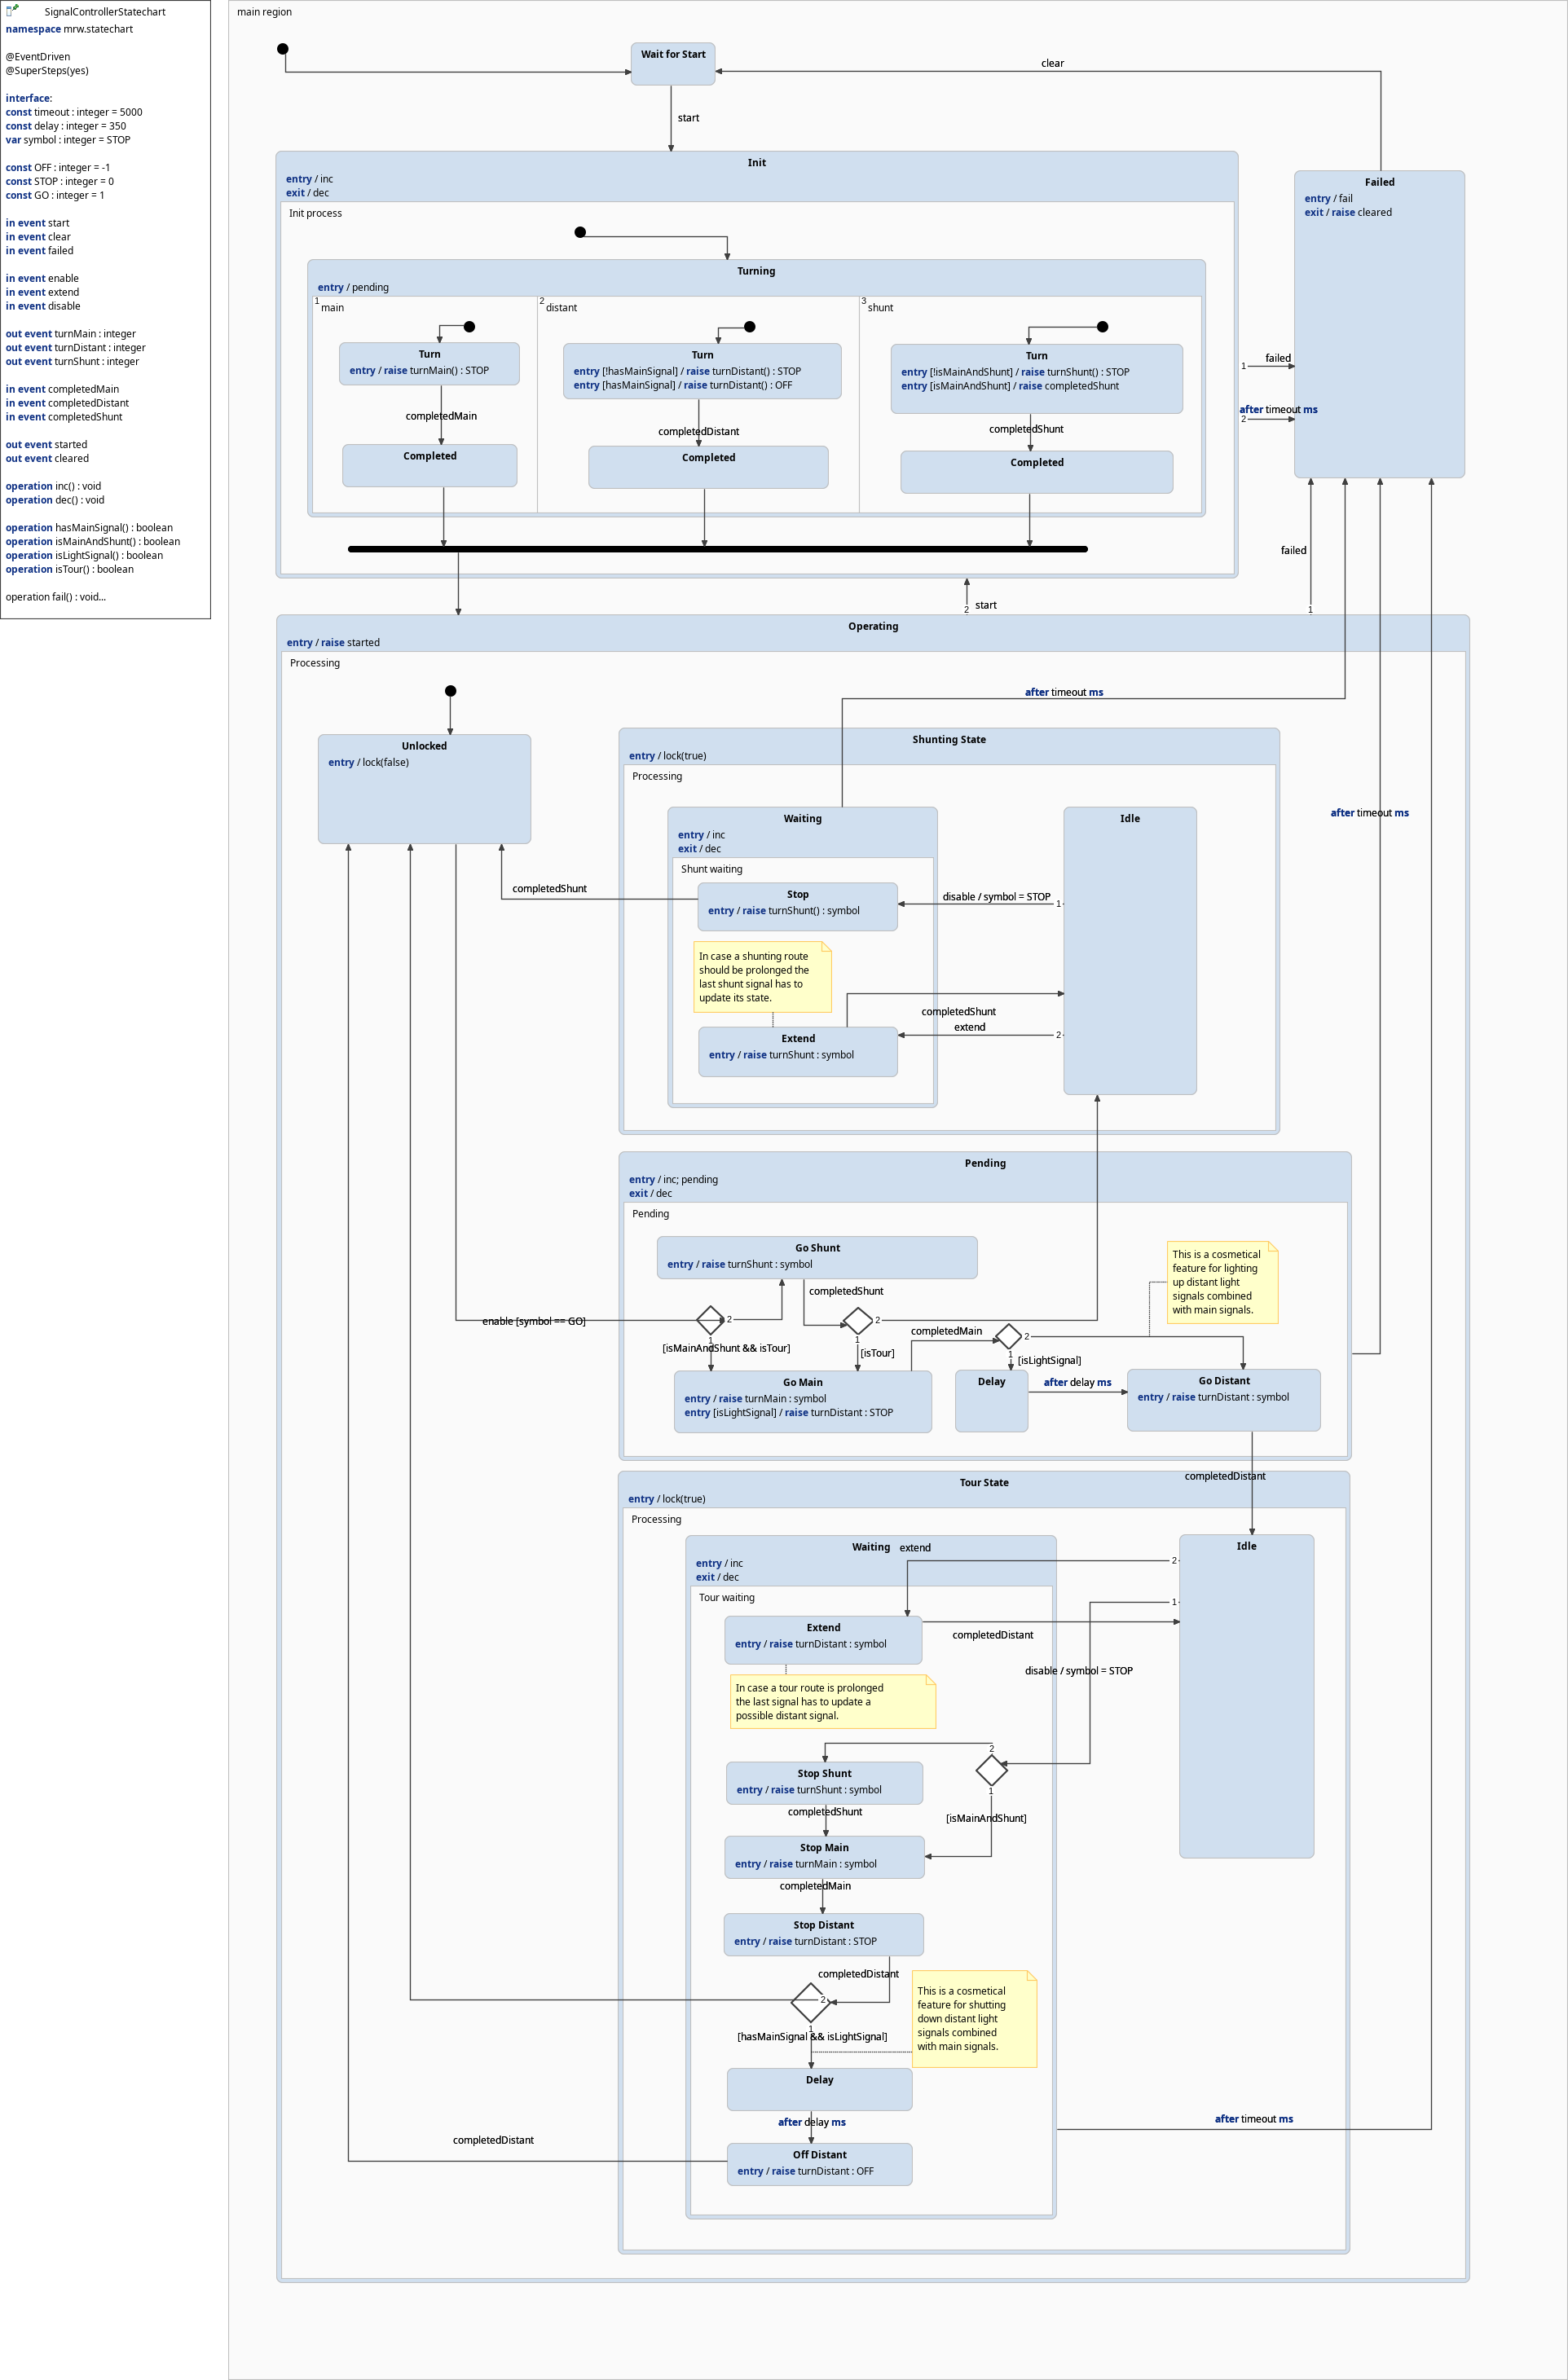 SignalControllerStatechart
namespace mrw.statechart
@EventDriven
@SuperSteps(yes)
interface:
const timeout : integer = 5000
const delay : integer = 350
var symbol : integer = STOP
const OFF : integer = -1
const STOP : integer = 0
const GO : integer = 1
in event start
in event clear
in event failed
in event enable
in event extend
in event disable
out event turnMain : integer
out event turnDistant : integer
out event turnShunt : integer
in event completedMain
in event completedDistant
in event completedShunt
out event started
out event cleared
operation inc() : void
operation dec() : void
operation hasMainSignal() : boolean
operation isMainAndShunt() : boolean
operation isLightSignal() : boolean
operation isTour() : boolean
operation fail() : void...
main region
Wait for Start
clear
start
Init
entry / inc
exit / dec
Init process
Turning
entry / pending
1
main
Turn
entry / raise turnMain() : STOP
completedMain
Completed
2
distant
Turn
entry [!hasMainSignal] / raise turnDistant() : STOP
entry [hasMainSignal] / raise turnDistant() : OFF
completedDistant
Completed
3
shunt
Turn
entry [!isMainAndShunt] / raise turnShunt() : STOP
entry [isMainAndShunt] / raise completedShunt
completedShunt
Completed
Failed
entry / fail
exit / raise cleared
failed
1
after timeout ms
2
failed
1
start
2
Operating
entry / raise started
Processing
Unlocked
entry / lock(false)
after timeout ms
Shunting State
entry / lock(true)
Processing
Waiting
entry / inc
exit / dec
Shunt waiting
Stop
entry / raise turnShunt() : symbol
completedShunt
Idle
disable / symbol = STOP
1
In case a shunting route
should be prolonged the
last shunt signal has to
update its state.
completedShunt
extend
2
Extend
entry / raise turnShunt : symbol
after timeout ms
Pending
entry / inc; pending
exit / dec
Pending
Go Shunt
entry / raise turnShunt : symbol
completedShunt
This is a cosmetical
feature for lighting
up distant light
signals combined
with main signals.
enable [symbol == GO]
2
1
[isMainAndShunt && isTour]
2
1
[isTour]
completedMain
2
1
[isLightSignal]
Go Main
entry / raise turnMain : symbol
entry [isLightSignal] / raise turnDistant : STOP
Delay
after delay ms
Go Distant
entry / raise turnDistant : symbol
completedDistant
Tour State
entry / lock(true)
Processing
Waiting
entry / inc
exit / dec
Tour waiting
extend
2
Idle
1
Extend
entry / raise turnDistant : symbol
completedDistant
disable / symbol = STOP
In case a tour route is prolonged
the last signal has to update a
possible distant signal.
2
1
[isMainAndShunt]
Stop Shunt
entry / raise turnShunt : symbol
completedShunt
Stop Main
entry / raise turnMain : symbol
completedMain
Stop Distant
entry / raise turnDistant : STOP
completedDistant
2
1
[hasMainSignal && isLightSignal]
This is a cosmetical
feature for shutting
down distant light
signals combined
with main signals.
Delay
after delay ms
after timeout ms
completedDistant
Off Distant
entry / raise turnDistant : OFF